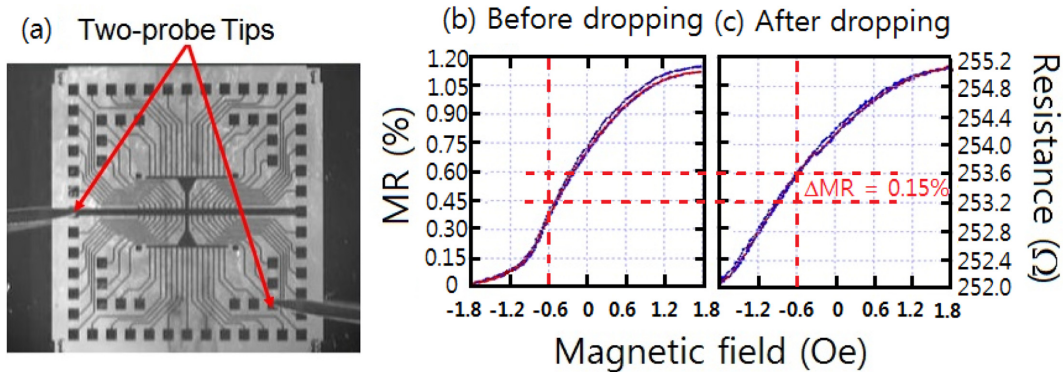 (a) Two-probe Tips
(b) Before dropping
(c) After dropping
MR (%)
1.20
1.05
0.90
0.75
0.60
0.45
0.30
0.15
0
-1.8 -1.2 -0.6 0 0.6 1.2 1.8
-1.8 -1.2 -0.6 0 0.6 1.2 1.8
ΔMR = 0.15%
255.2
254.8
254.4
254.0
253.6
253.2
252.8
252.4
252.0
Resistance (Ω)
Magnetic field (Oe)